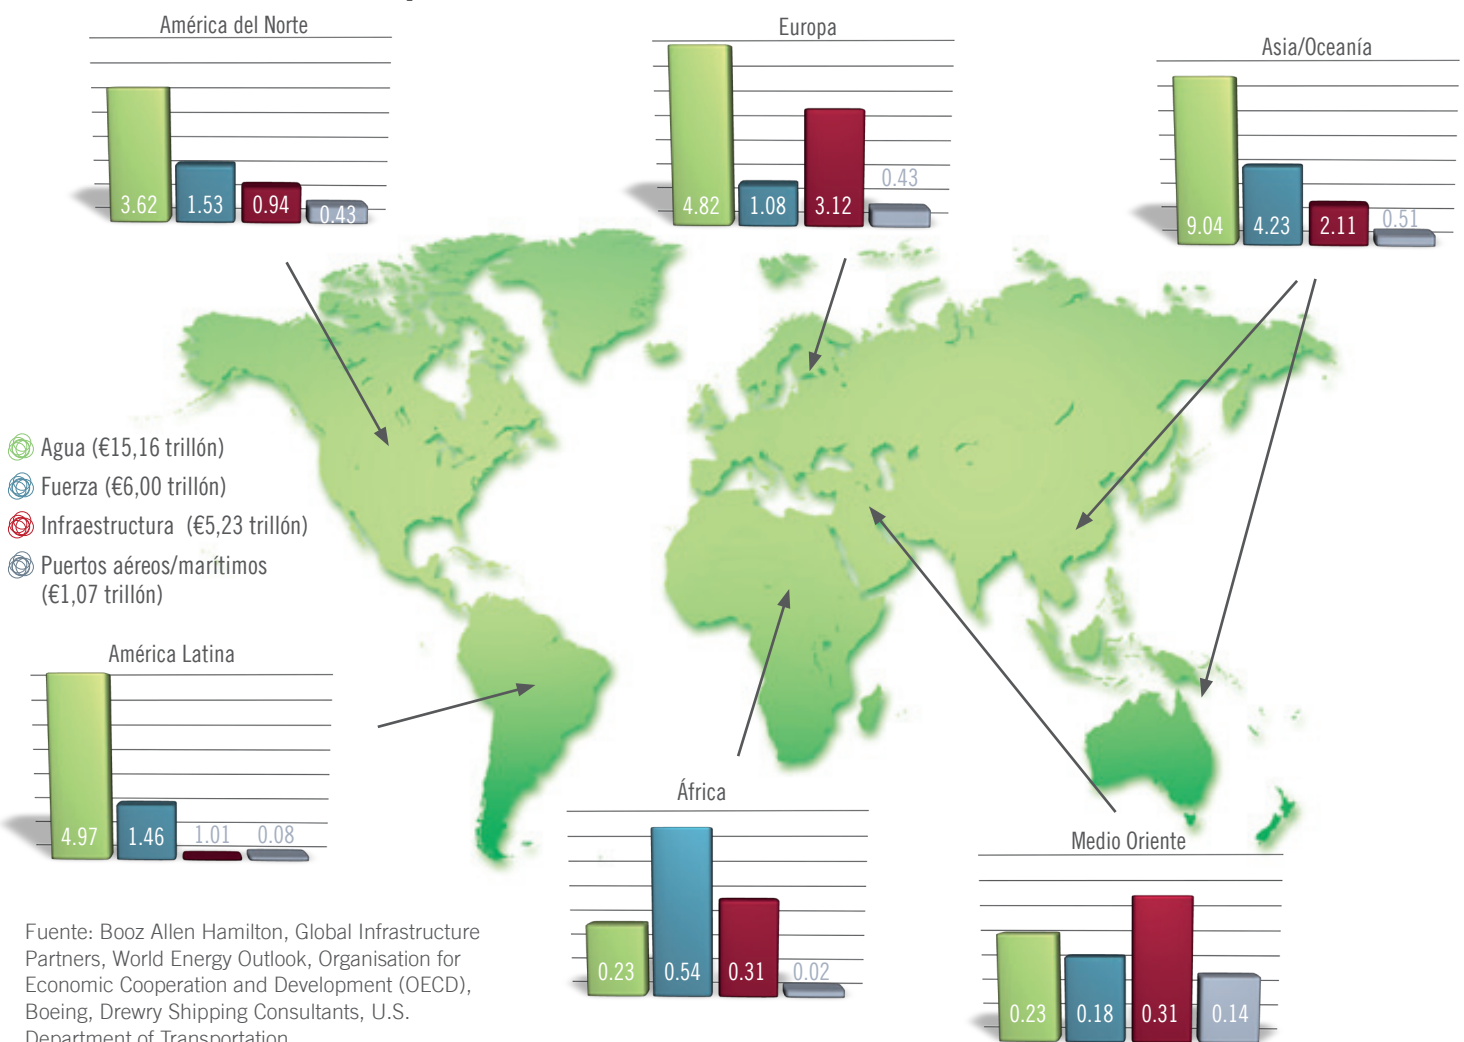 América del Norte
3.62 1.53 0.94 0.43
Europa
4.82 1.08 3.12 0.43
Asia/Oceanía
9.04 4.23 2.11 0.51
Agua (€15,16 trillón)
Fuerza (€6,00 trillón)
Infraestructura (€5,23 trillón)
Puertos aéreos/marítimos
(€1,07 trillón)
América Latina
4.97 1.46 1.01 0.08
África
0.23 0.54 0.31 0.02
Medio Oriente
0.23 0.18 0.31 0.14
Fuente: Booz Allen Hamilton, Global Infrastructure
Partners, World Energy Outlook, Organisation for
Economic Cooperation and Development (OECD),
Boeing, Drewry Shipping Consultants, U.S.
Department of Transportation